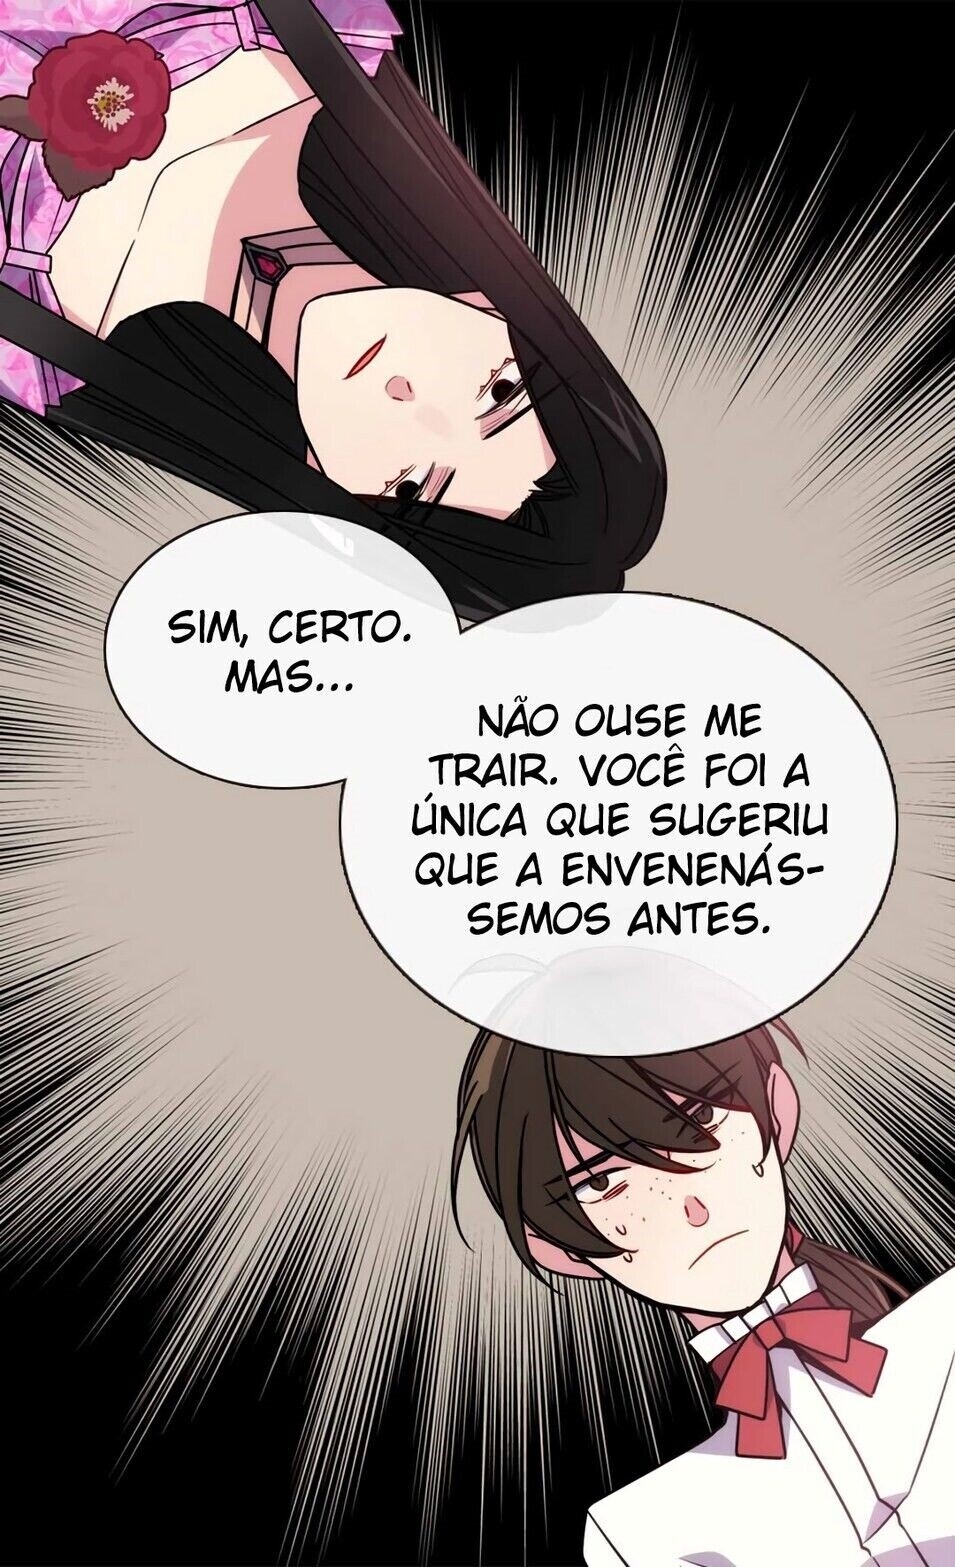 SIM, CERTO.
MAS...
NÃO OUSE ME
TRAIR. VOCÊ FOI A
ÚNICA QUE SUGERIU
QUE A ENVENENÁS-
SEMOS ANTES.